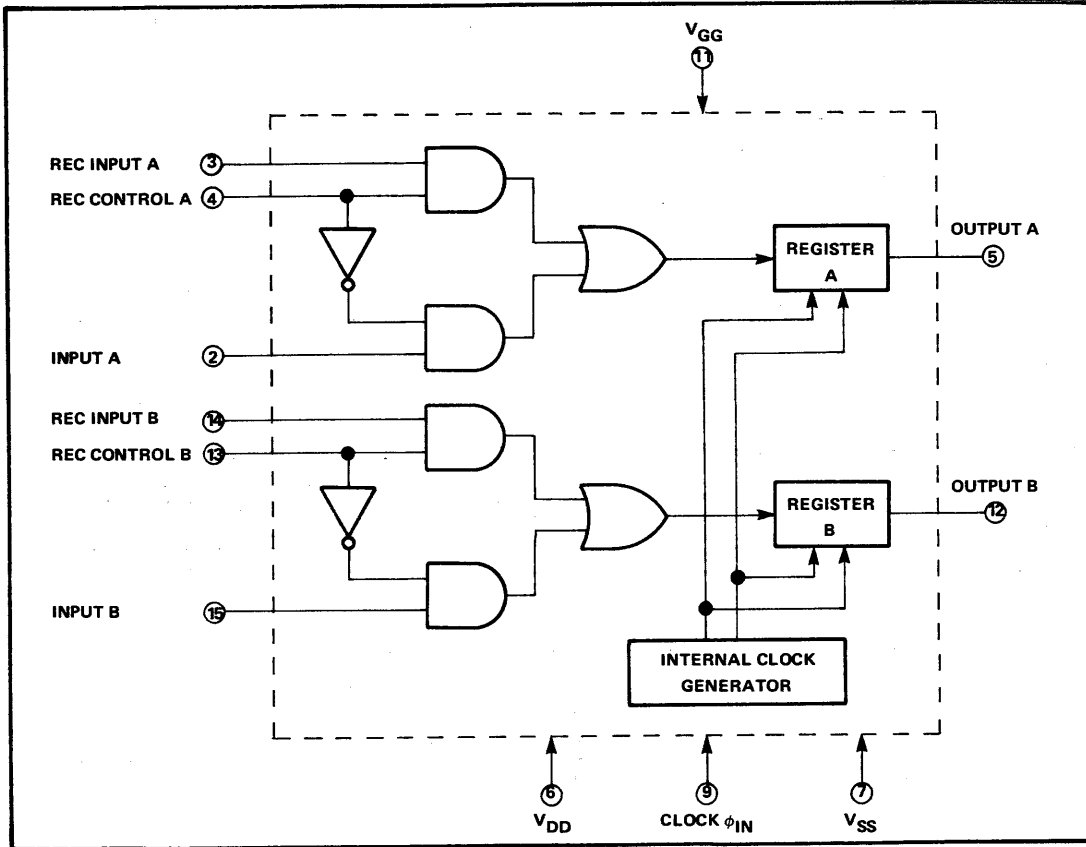 VGG
11
REC INPUT A 3
REC CONTROL A 4
OUTPUT A
REGISTER
A
5
INPUT A 2
REC INPUT B 14
REC CONTROL B 13
OUTPUT B
REGISTER
B
12
INPUT B 15
INTERNAL CLOCK
GENERATOR
6 9 7
VDD CLOCK ϕIN VSS